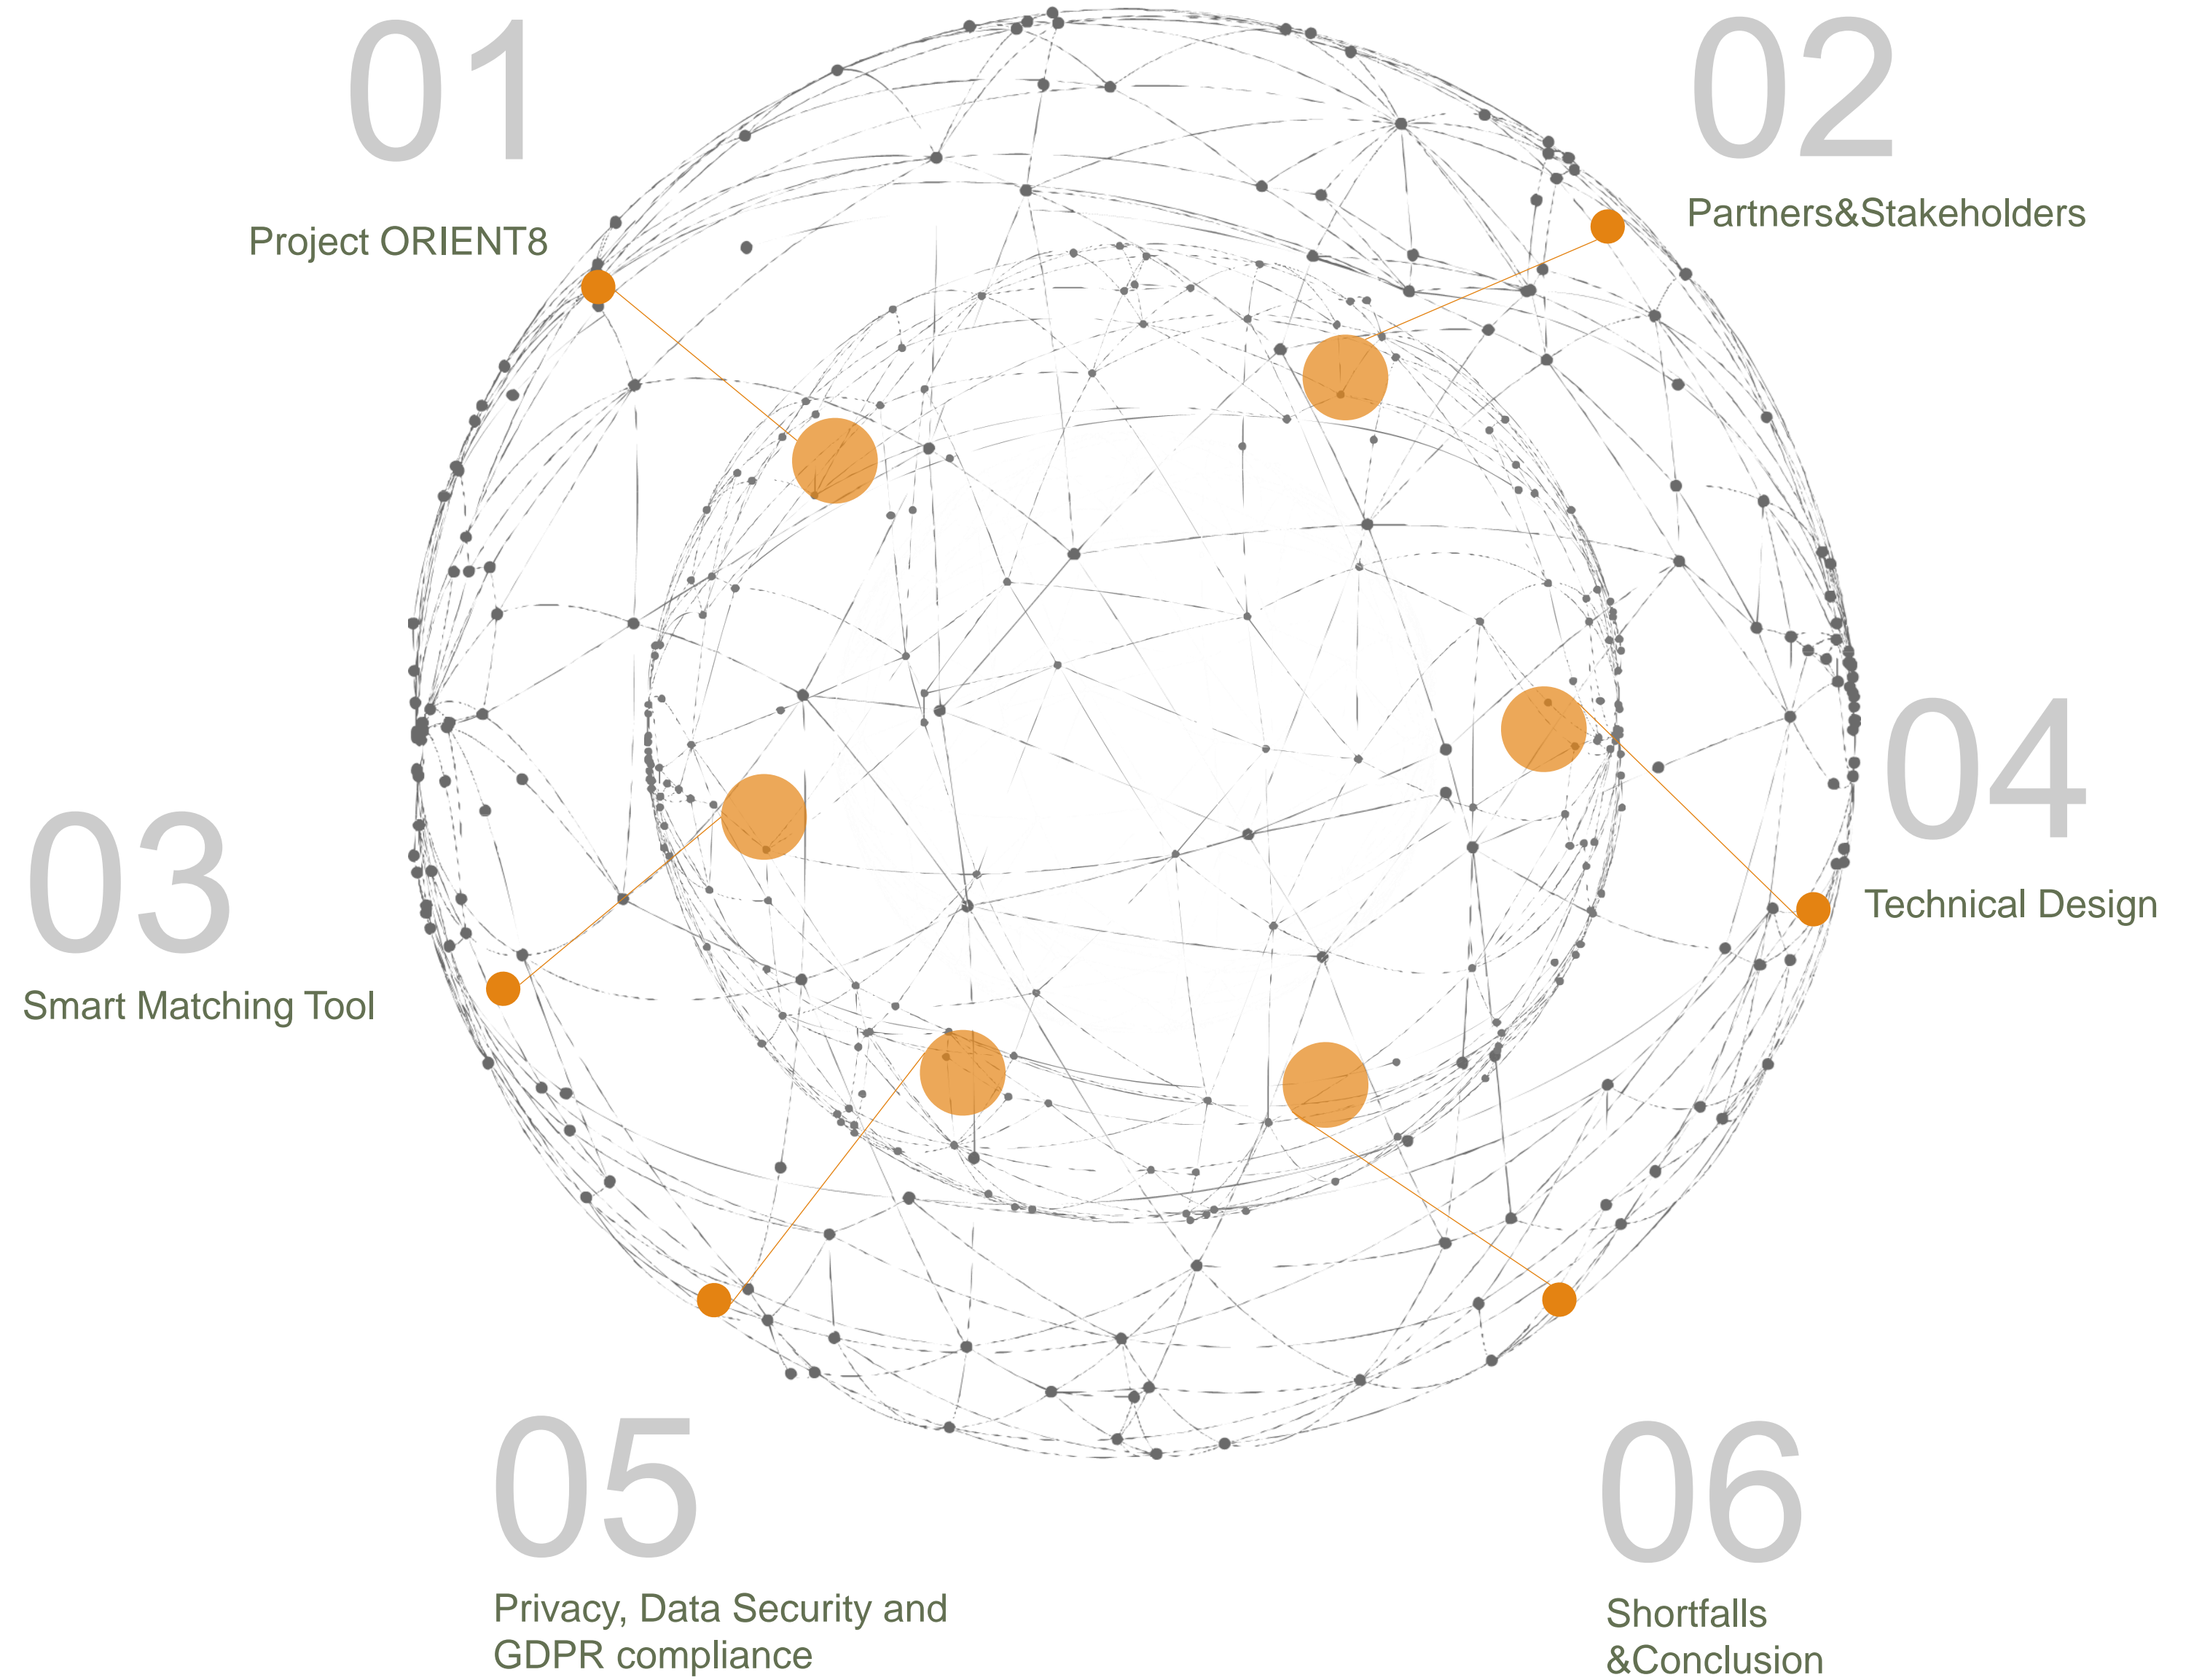 01
Project ORIENT8
02
Partners&Stakeholders
03
Smart Matching Tool
04
Technical Design
05
Privacy, Data Security and
GDPR compliance
06
Shortfalls
&Conclusion